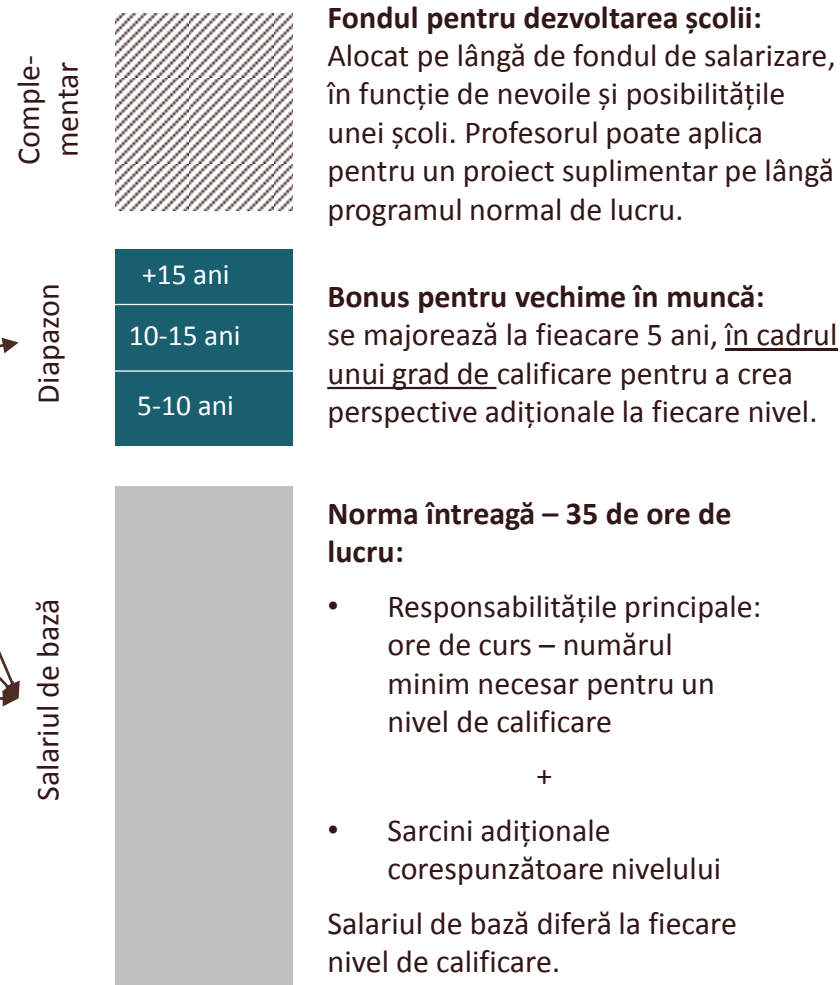 Comple-
mentar
Fondul pentru dezvoltarea școlii:
Alocat pe lângă de fondul de salarizare,
în funcție de nevoile și posibilitățile
unei școli. Profesorul poate aplica
pentru un proiect suplimentar pe lângă
programul normal de lucru.
Diapazon
+15 ani
10-15 ani
5-10 ani
Bonus pentru vechime în muncă:
se majorează la fieacare 5 ani, în cadrul
unui grad de calificare pentru a crea
perspective adiționale la fiecare nivel.
Salariul de bază
Norma întreagă – 35 de ore de
lucru:
• Responsabilitățile principale:
ore de curs – numărul
minim necesar pentru un
nivel de calificare
+
• Sarcini adiționale
corespunzătoare nivelului
Salariul de bază diferă la fiecare
nivel de calificare.